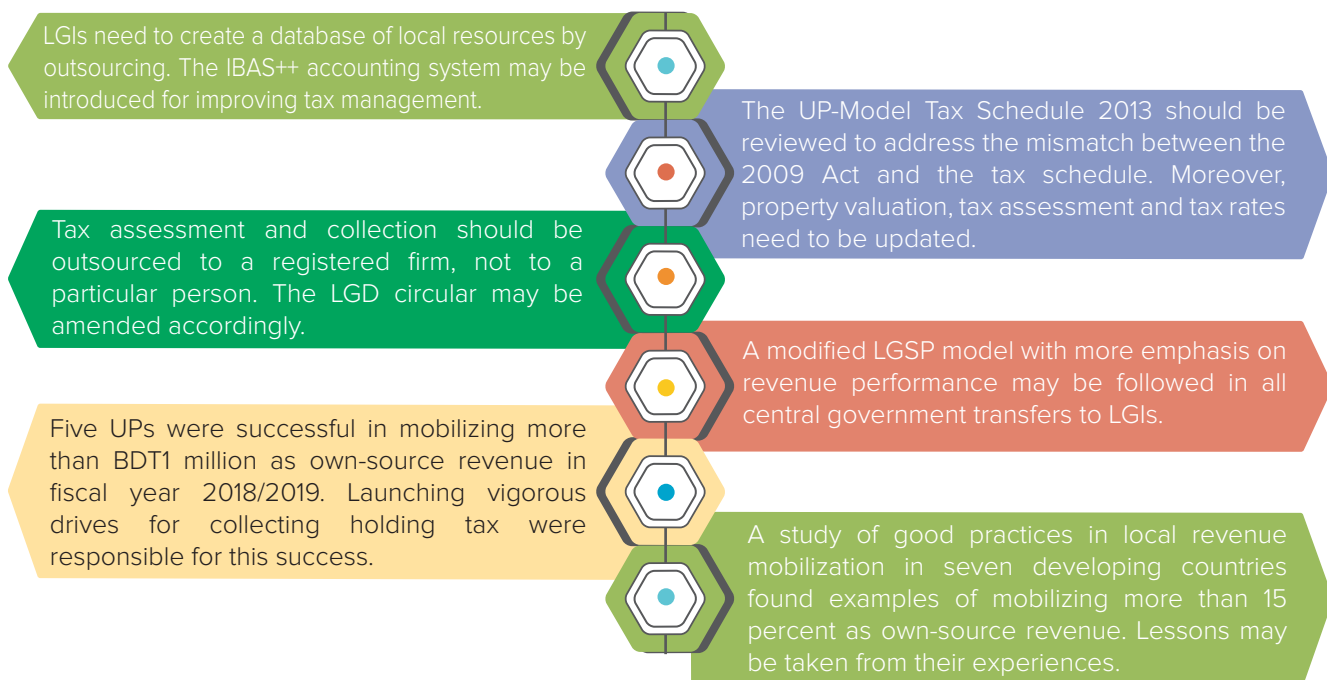 LGIs need to create a database of local resources by
outsourcing. The IBAS++ accounting system may be
introduced for improving tax management.
The UP-Model Tax Schedule 2013 should be
reviewed to address the mismatch between the
2009 Act and the tax schedule. Moreover,
property valuation, tax assessment and tax rates
need to be updated.
Tax assessment and collection should be
outsourced to a registered firm, not to a
particular person. The LGD circular may be
amended accordingly.
A modified LGSP model with more emphasis on
revenue performance may be followed in all
central government transfers to LGIs.
Five UPs were successful in mobilizing more
than BDT1 million as own-source revenue in
fiscal year 2018/2019. Launching vigorous
drives for collecting holding tax were
responsible for this success.
A study of good practices in local revenue
mobilization in seven developing countries
found examples of mobilizing more than 15
percent as own-source revenue. Lessons may
be taken from their experiences.